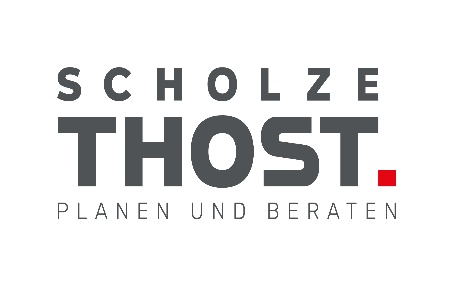 SCHOLZE
THOST.
PLANEN UND BERATEN